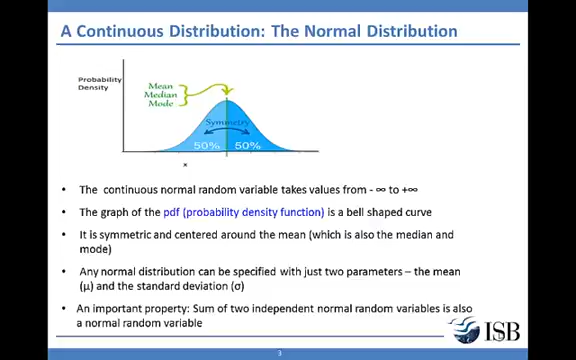 A Continuous Distribution: The Normal Distribution
Probability
Density
Mean
Median
Mode
Symmetry
50% 50%
• The continuous normal random variable takes values from - ∞ to +∞
• The graph of the pdf (probability density function) is a bell shaped curve
• It is symmetric and centered around the mean (which is also the median and
mode)
• Any normal distribution can be specified with just two parameters – the mean
(μ) and the standard deviation (σ)
• An important property: Sum of two independent normal random variables is also
a normal random variable
ISB
3